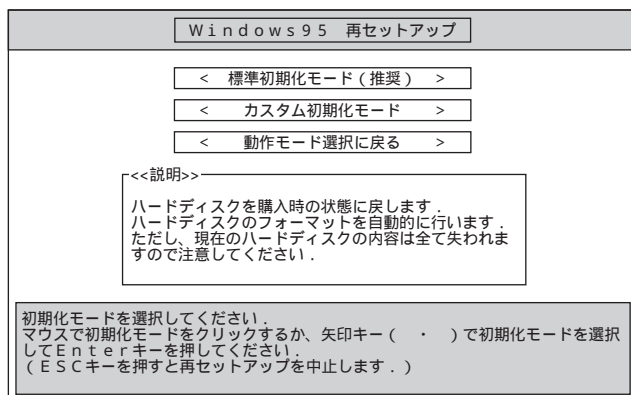 Ｗｉｎｄｏｗｓ９５　再セットアップ
＜　標準初期化モード（推奨）　＞
＜　カスタム初期化モード　＞
＜　動作モード選択に戻る　＞
<<説明>>
ハードディスクを購入時の状態に戻します．
ハードディスクのフォーマットを自動的に行います．
ただし、現在のハードディスクの内容は全て失われま
すので注意してください．
初期化モードを選択してください．
マウスで初期化モードをクリックするか、矢印キー（　・　）で初期化モードを選択
してＥｎｔｅｒキーを押してください．
（ＥＳＣキーを押すと再セットアップを中止します．）